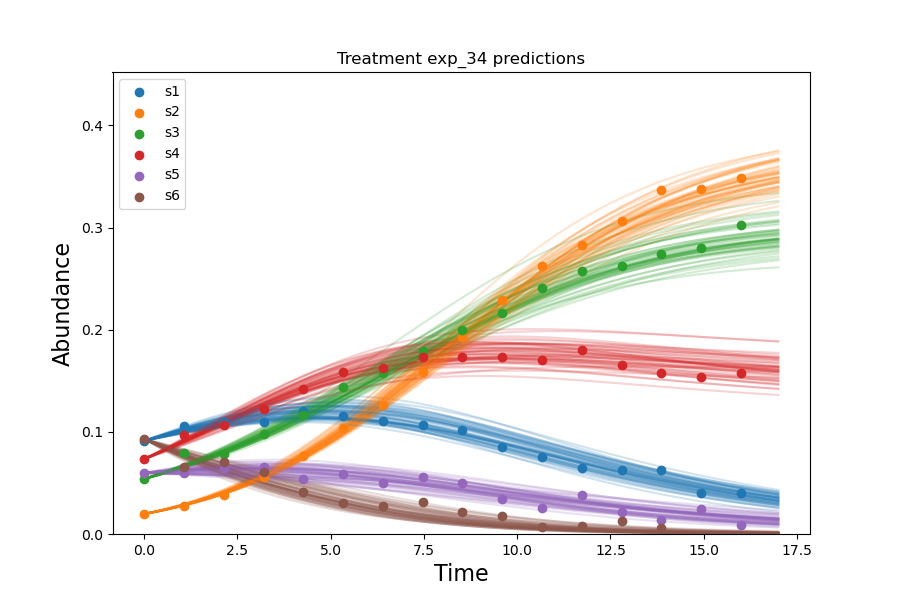 Treatment exp_34 predictions
s1
s2
s3
s4
s5
s6
Abundance
0.4
0.3
0.2
0.1
0.0
0.0 2.5 5.0 7.5 10.0 12.5 15.0 17.5
Time